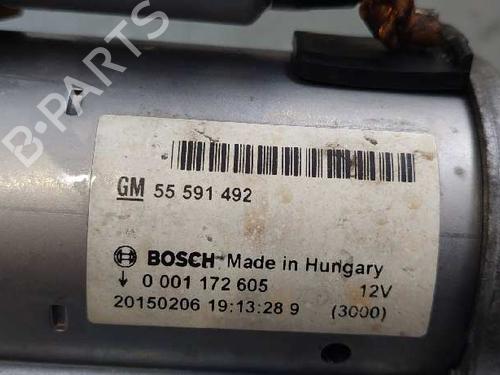 B-PARTS
GM 55 591 492
BOSCH Made in Hungary
0 001 172 605 12V
20150206 19:13:28 9 (3000)